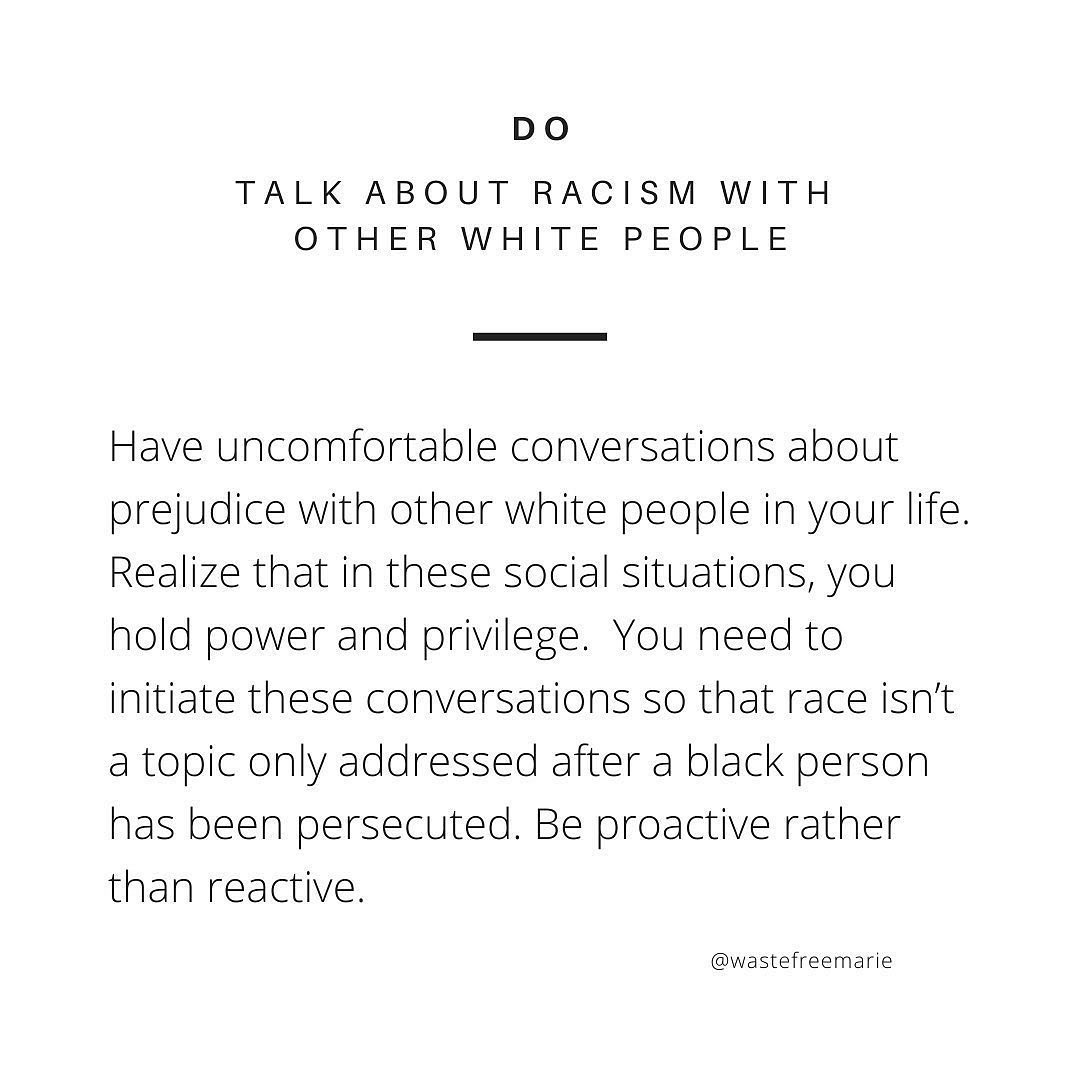 DO
TALK ABOUT RACISM WITH
OTHER WHITE PEOPLE
Have uncomfortable conversations about
prejudice with other white people in your life.
Realize that in these social situations, you
hold power and privilege.  You need to
initiate these conversations so that race isn’t
a topic only addressed after a black person
has been persecuted. Be proactive rather
than reactive.
@wastefreemarie